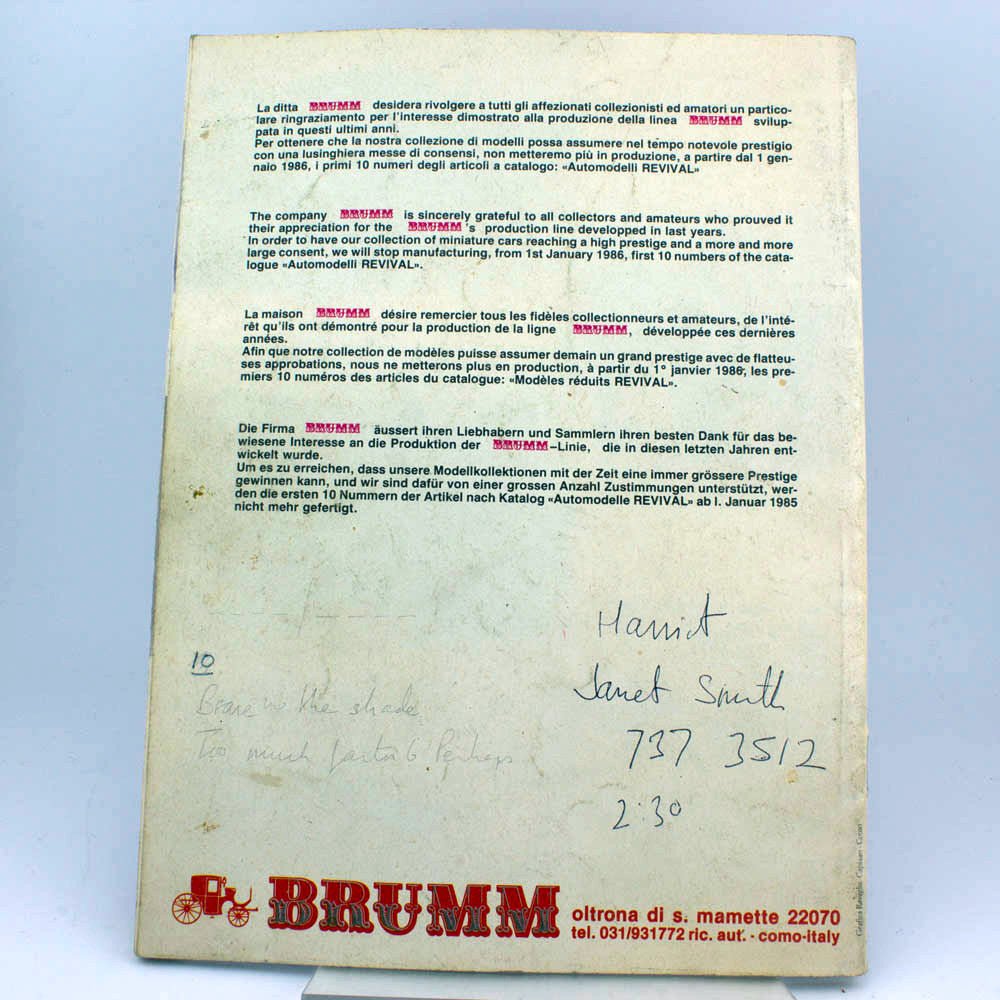 La ditta BRUMM desidera rivolgere a tutti gli affezionati collezionisti ed amatori un partico-
lare ringraziamento per l'interesse dimostrato alla produzione della linea BRUMM svilup-
pata in questi ultimi anni.
Per ottenere che la nostra collezione di modelli possa assumere nel tempo notevole prestigio
con una lusinghiera messe di consensi, non metteremo più in produzione, a partire dal 1 gen-
naio 1986, i primi 10 numeri degli articoli a catalogo: «Automodelli REVIVAL»
The company BRUMM is sincerely grateful to all collectors and amateurs who prouved it
their appreciation for the BRUMM's production line developped in last years.
In order to have our collection of miniature cars reaching a high prestige and a more and more
large consent, we will stop manufacturing, from 1st January 1986, first 10 numbers of the cata-
logue «Automodelli REVIVAL».
La maison BRUMM désire remercier tous les fidèles collectionneurs et amateurs, de l'inté-
rêt qu'ils ont démontré pour la production de la ligne BRUMM, développée ces dernières
années.
Afin que notre collection de modèles puisse assumer demain un grand prestige avec de flatteu-
ses approbations, nous ne metterons plus en production, à partir du 1° janvier 1986, les pre-
miers 10 numéros des articles du catalogue: «Modèles réduits REVIVAL».
Die Firma BRUMM äussert ihren Liebhabern und Sammlern ihren besten Dank für das be-
wiesene Interesse an die Produktion der BRUMM-Linie, die in diesen letzten Jahren ent-
wickelt wurde.
Um es zu erreichen, dass unsere Modellkollektionen mit der Zeit eine immer grössere Prestige
gewinnen kann, und wir sind dafür von einer grossen Anzahl Zustimmungen unterstützt, wer-
den die ersten 10 Nummern der Artikel nach Katalog «Automodelle REVIVAL» ab I. Januar 1985
nicht mehr gefertigt.
Harriet
10
Janet Smith
the shade
737 3512
Too much factor 6 Perhaps
2:30
BRUMM
oltrona di s. mamette 22070
tel. 031/931772 ric. aut. - como-italy